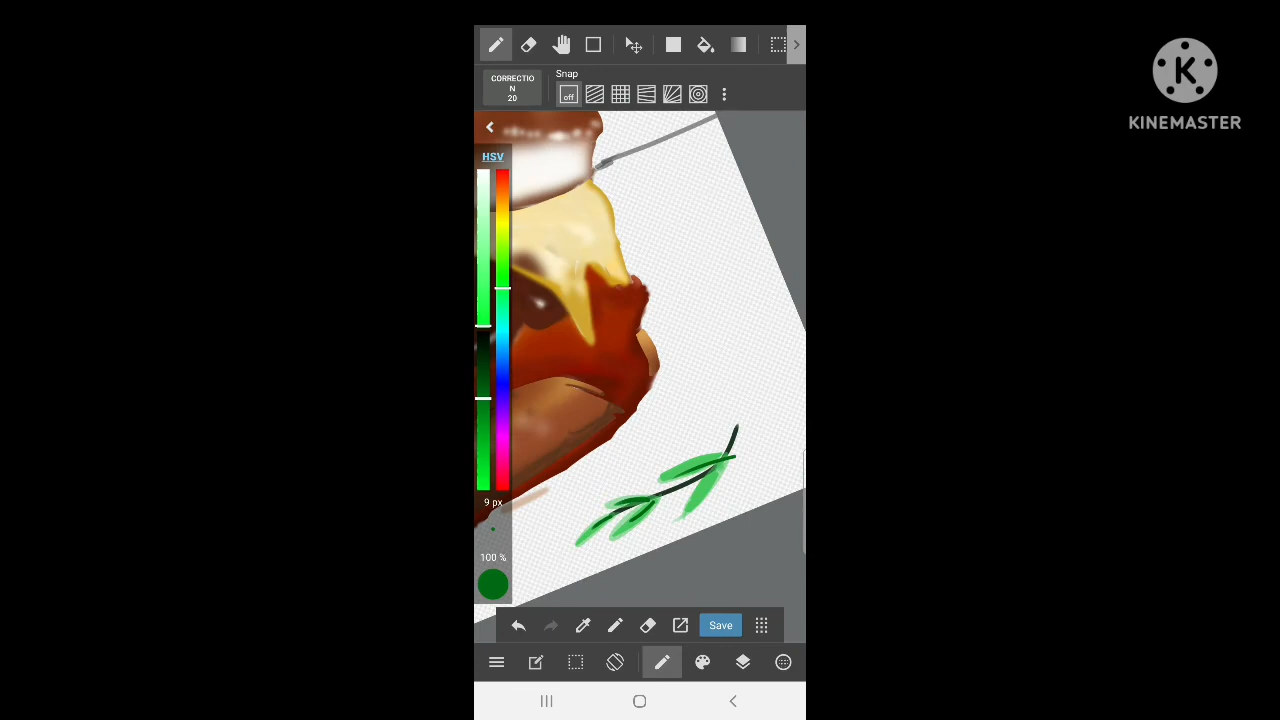 CORRECTIO
N
20
Snap
off
HSV
9 px
100 %
Save
K
KINEMASTER